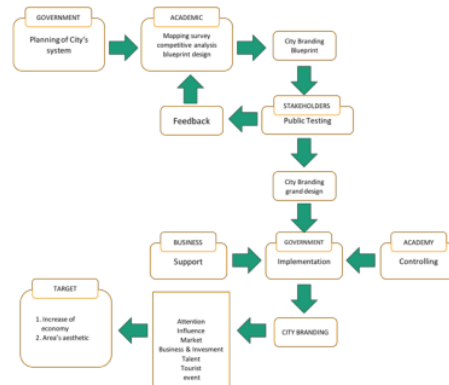 GOVERNMENT
Planning of City's
system
ACADEMIC
Mapping survey
competitive analysis
blueprint design
City Branding
Blueprint
STAKEHOLDERS
Public Testing
Feedback
City Branding
grand design
BUSINESS
Support
GOVERNMENT
Implementation
ACADEMY
Controlling
TARGET
1. Increase of
economy
2. Area's aesthetic
Attention
Influence
Market
Business & Invesment
Talent
Tourist
event
CITY BRANDING